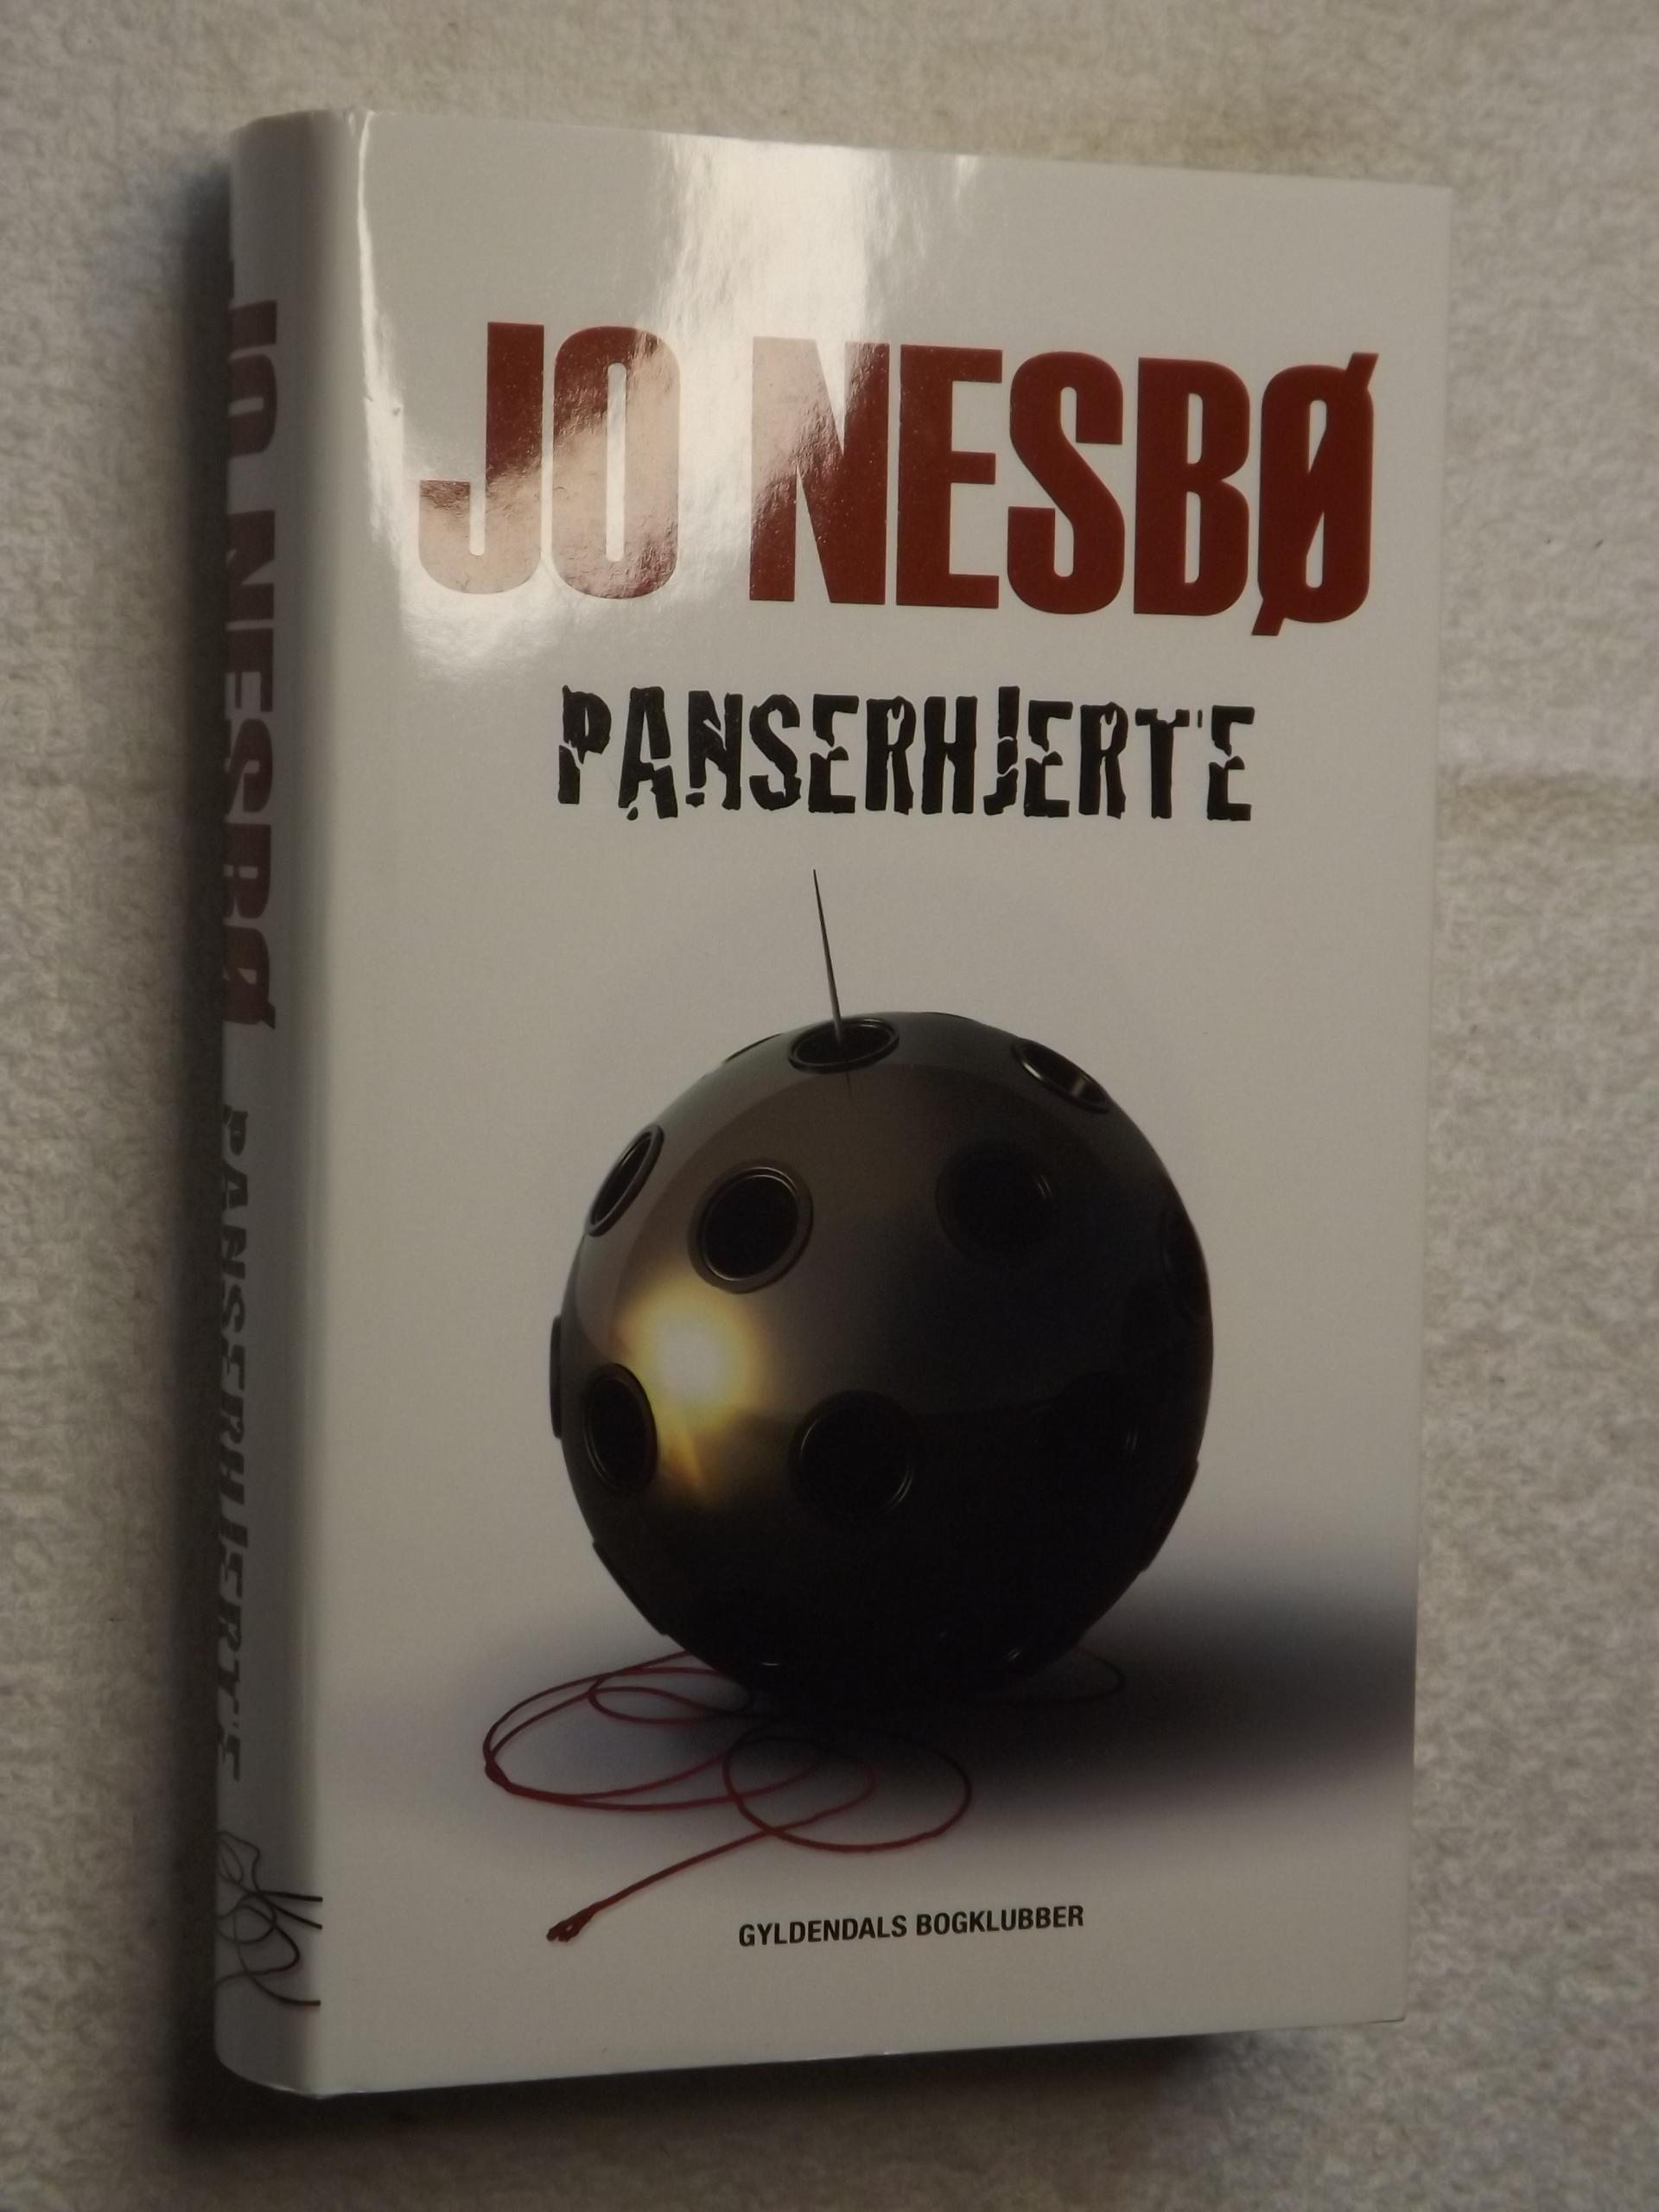 JO NESBØ
PANSERHJERTE
GYLDENDALS BOGKLUBBER
JO NESBØ PANSERHJERTE